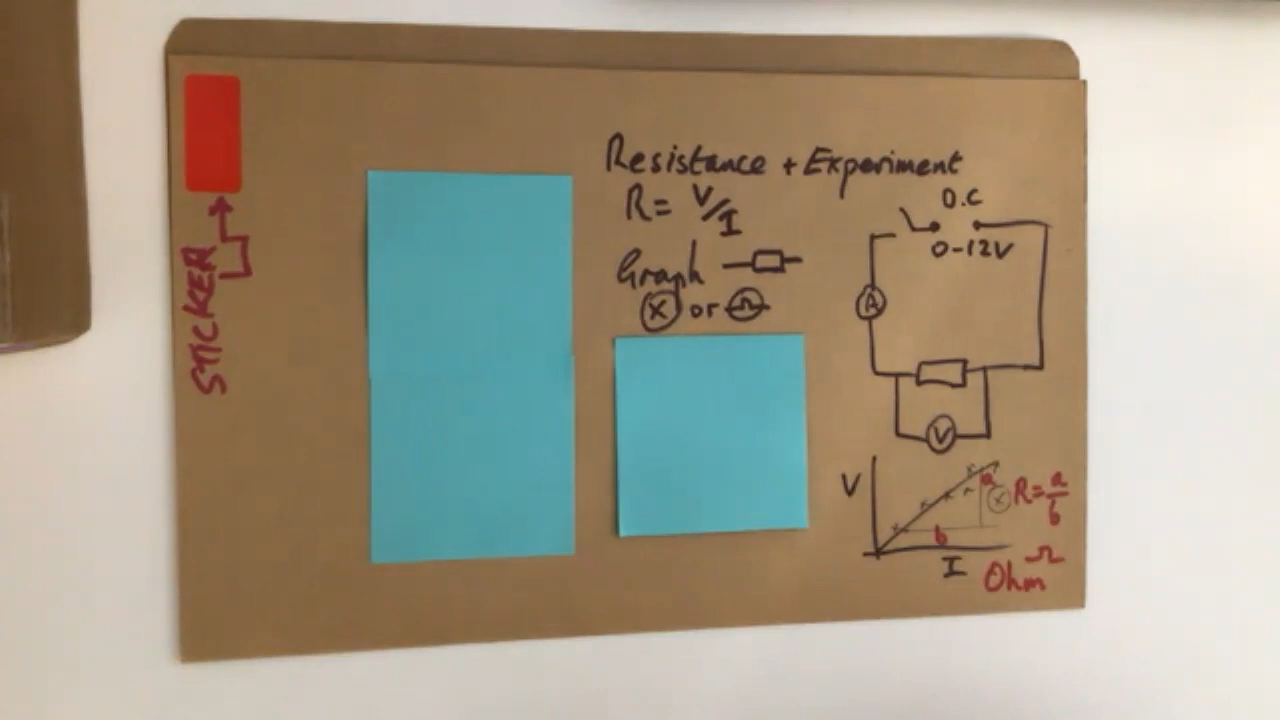 STICKER
Resistance + Experiment
R = V/I
Graph
X or
D.C
0-12V
A
V
V
a
R = a/b
b
I
Ohm Ω